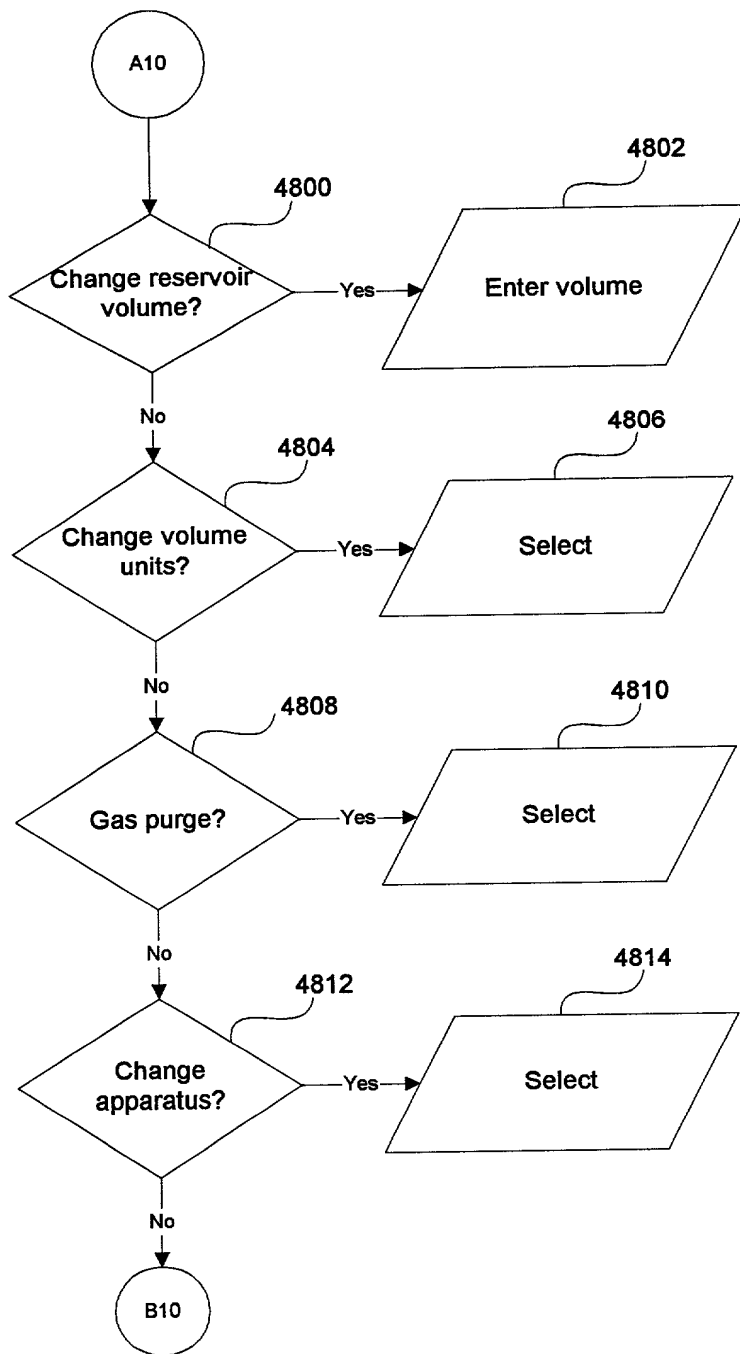 A10
4800
4802
Change reservoir
volume?
Yes
Enter volume
No
4804
4806
Change volume
units?
Yes
Select
No
4808
4810
Gas purge?
Yes
Select
No
4812
4814
Change
apparatus?
Yes
Select
No
B10